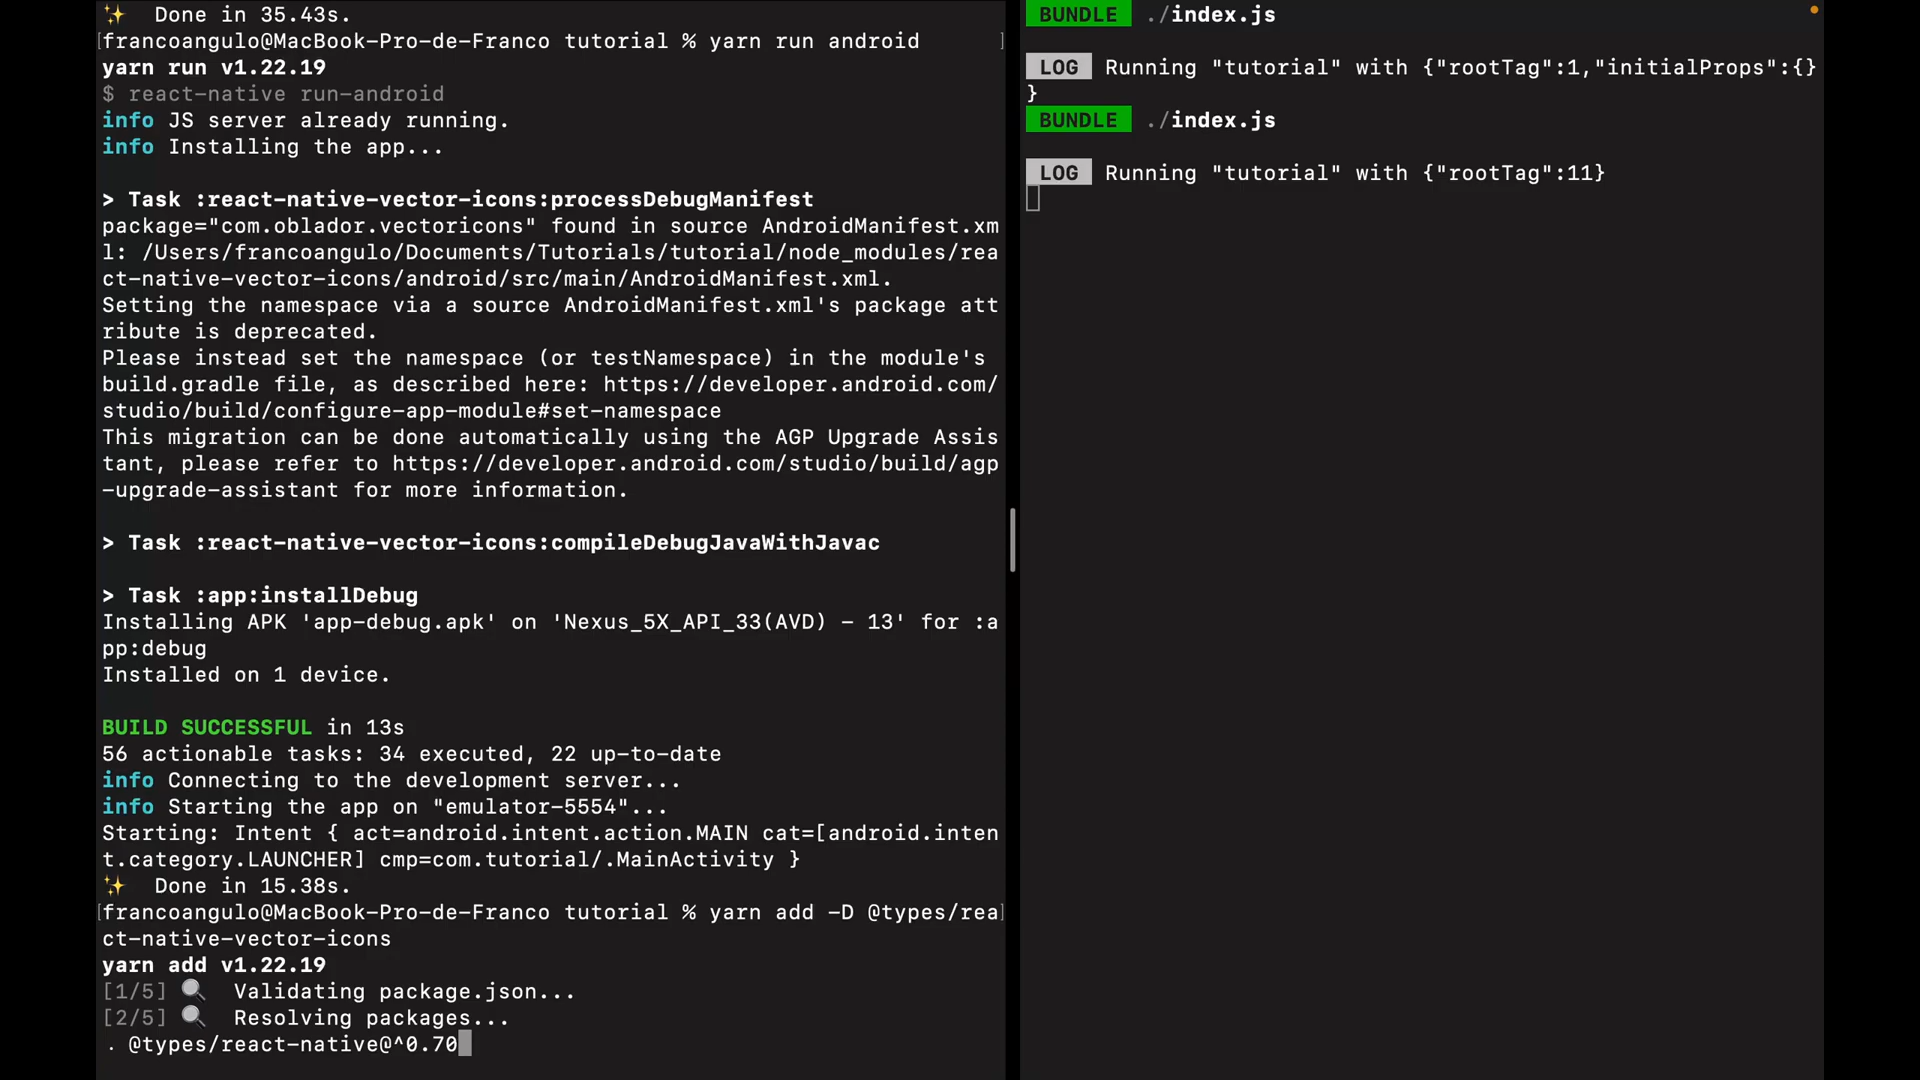 ✨  Done in 35.43s.
[francoangulo@MacBook-Pro-de-Franco tutorial % yarn run android ]
yarn run v1.22.19
$ react-native run-android
info JS server already running.
info Installing the app...
> Task :react-native-vector-icons:processDebugManifest
package="com.oblador.vectoricons" found in source AndroidManifest.xm
l: /Users/francoangulo/Documents/Tutorials/tutorial/node_modules/rea
ct-native-vector-icons/android/src/main/AndroidManifest.xml.
Setting the namespace via a source AndroidManifest.xml's package att
ribute is deprecated.
Please instead set the namespace (or testNamespace) in the module's
build.gradle file, as described here: https://developer.android.com/
studio/build/configure-app-module#set-namespace
This migration can be done automatically using the AGP Upgrade Assis
tant, please refer to https://developer.android.com/studio/build/agp
-upgrade-assistant for more information.
> Task :react-native-vector-icons:compileDebugJavaWithJavac
> Task :app:installDebug
Installing APK 'app-debug.apk' on 'Nexus_5X_API_33(AVD) - 13' for :a
pp:debug
Installed on 1 device.
BUILD SUCCESSFUL in 13s
56 actionable tasks: 34 executed, 22 up-to-date
info Connecting to the development server...
info Starting the app on "emulator-5554"...
Starting: Intent { act=android.intent.action.MAIN cat=[android.inten
t.category.LAUNCHER] cmp=com.tutorial/.MainActivity }
✨  Done in 15.38s.
[francoangulo@MacBook-Pro-de-Franco tutorial % yarn add -D @types/rea]
ct-native-vector-icons
yarn add v1.22.19
[1/5] 🔍  Validating package.json...
[2/5] 🔍  Resolving packages...
. @types/react-native@^0.70
BUNDLE ./index.js
LOG Running "tutorial" with {"rootTag":1,"initialProps":{}
}
BUNDLE ./index.js
LOG Running "tutorial" with {"rootTag":11}